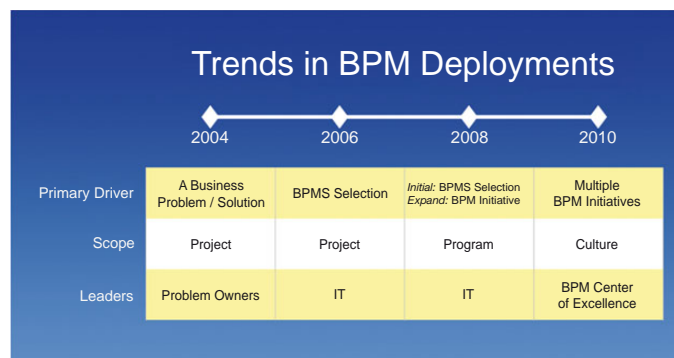 Trends in BPM Deployments
2004 2006 2008 2010
Primary Driver
A Business
Problem / Solution
BPMS Selection
Initial: BPMS Selection
Expand: BPM Initiative
Multiple
BPM Initiatives
Scope
Project
Project
Program
Culture
Leaders
Problem Owners
IT
IT
BPM Center
of Excellence